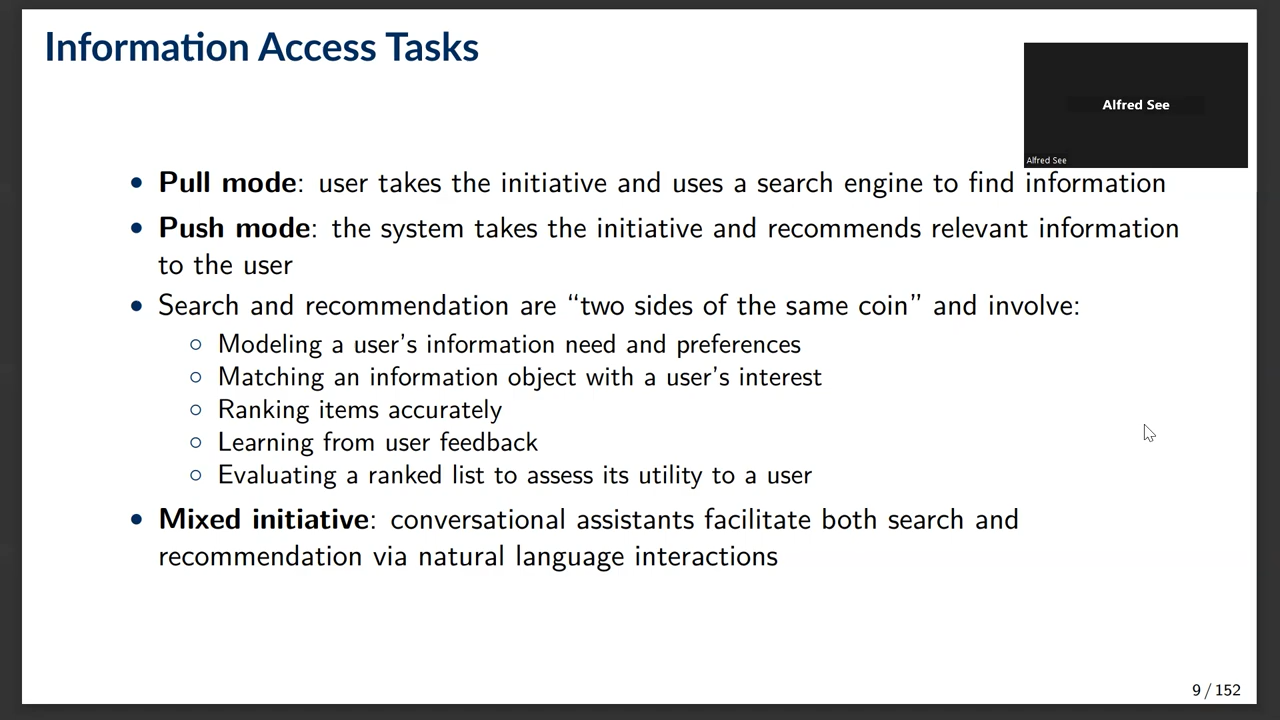 Information Access Tasks
Alfred See
Alfred See
• Pull mode: user takes the initiative and uses a search engine to find information
• Push mode: the system takes the initiative and recommends relevant information
to the user
• Search and recommendation are “two sides of the same coin” and involve:
○ Modeling a user’s information need and preferences
○ Matching an information object with a user’s interest
○ Ranking items accurately
○ Learning from user feedback
○ Evaluating a ranked list to assess its utility to a user
• Mixed initiative: conversational assistants facilitate both search and
recommendation via natural language interactions
9 / 152